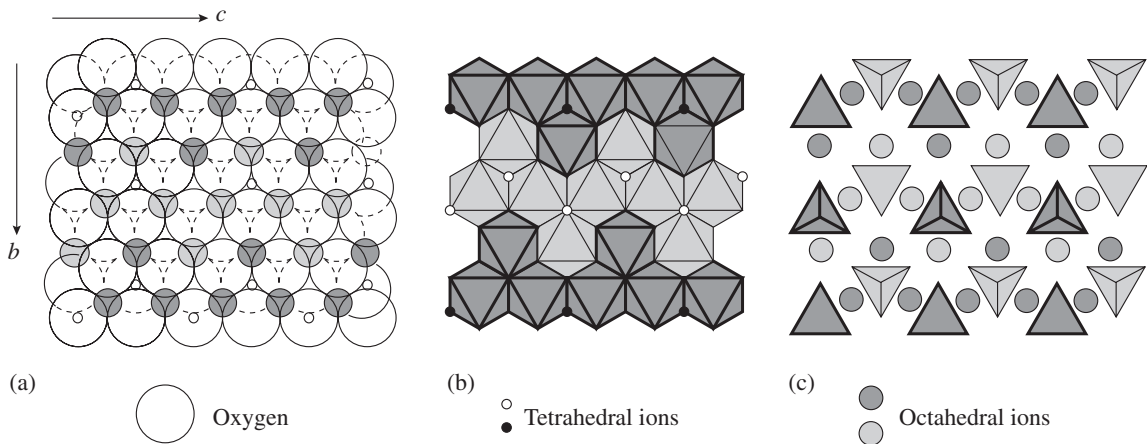 c
b
(a)
(b)
(c)
Oxygen
Tetrahedral ions
Octahedral ions